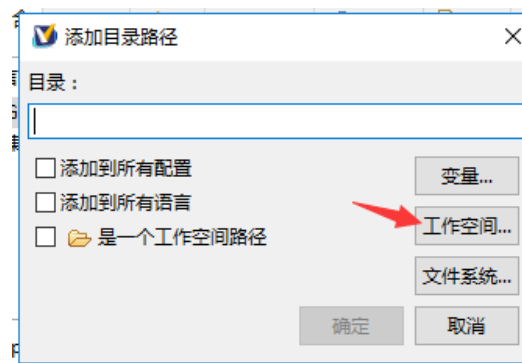 添加目录路径
目录：
添加到所有配置
添加到所有语言
是一个工作空间路径
变量...
工作空间...
文件系统...
确定
取消